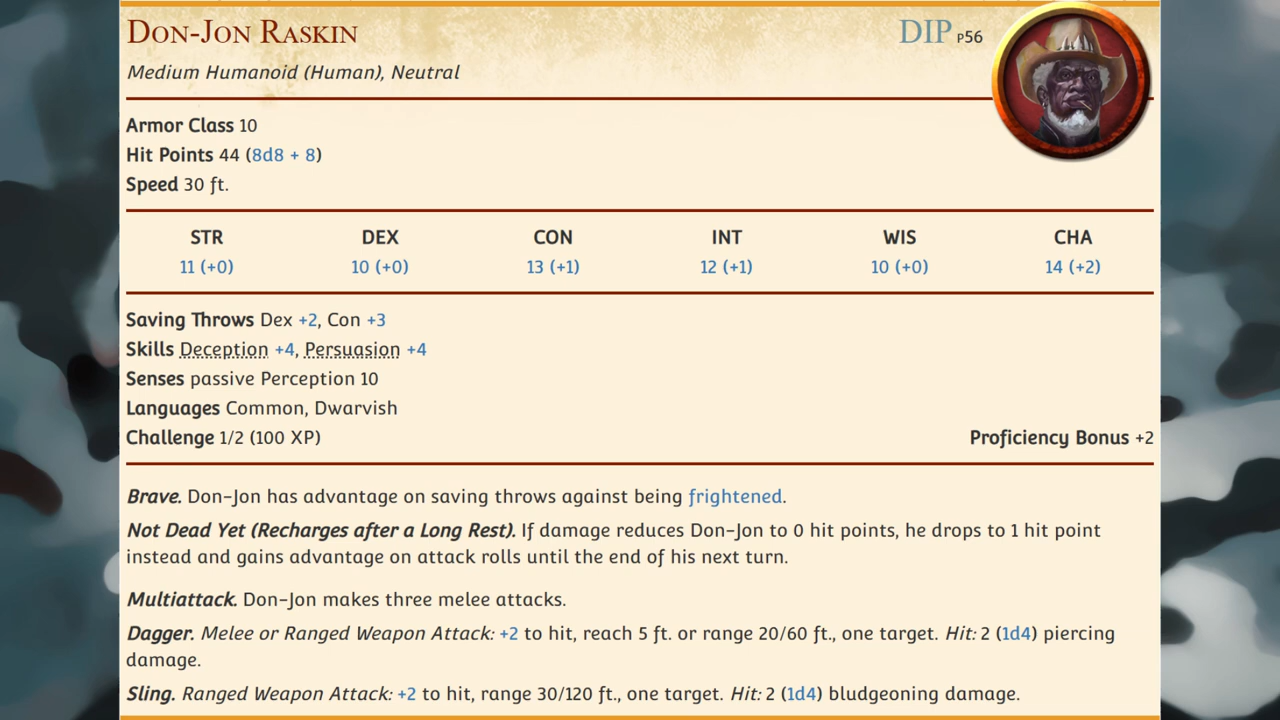 Don-Jon Raskin DIP P56
Medium Humanoid (Human), Neutral
Armor Class 10
Hit Points 44 (8d8 + 8)
Speed 30 ft.
STR DEX CON INT WIS CHA
11 (+0) 10 (+0) 13 (+1) 12 (+1) 10 (+0) 14 (+2)
Saving Throws Dex +2, Con +3
Skills Deception +4, Persuasion +4
Senses passive Perception 10
Languages Common, Dwarvish
Challenge 1/2 (100 XP) Proficiency Bonus +2
Brave. Don-Jon has advantage on saving throws against being frightened.
Not Dead Yet (Recharges after a Long Rest). If damage reduces Don-Jon to 0 hit points, he drops to 1 hit point
instead and gains advantage on attack rolls until the end of his next turn.
Multiattack. Don-Jon makes three melee attacks.
Dagger. Melee or Ranged Weapon Attack: +2 to hit, reach 5 ft. or range 20/60 ft., one target. Hit: 2 (1d4) piercing
damage.
Sling. Ranged Weapon Attack: +2 to hit, range 30/120 ft., one target. Hit: 2 (1d4) bludgeoning damage.